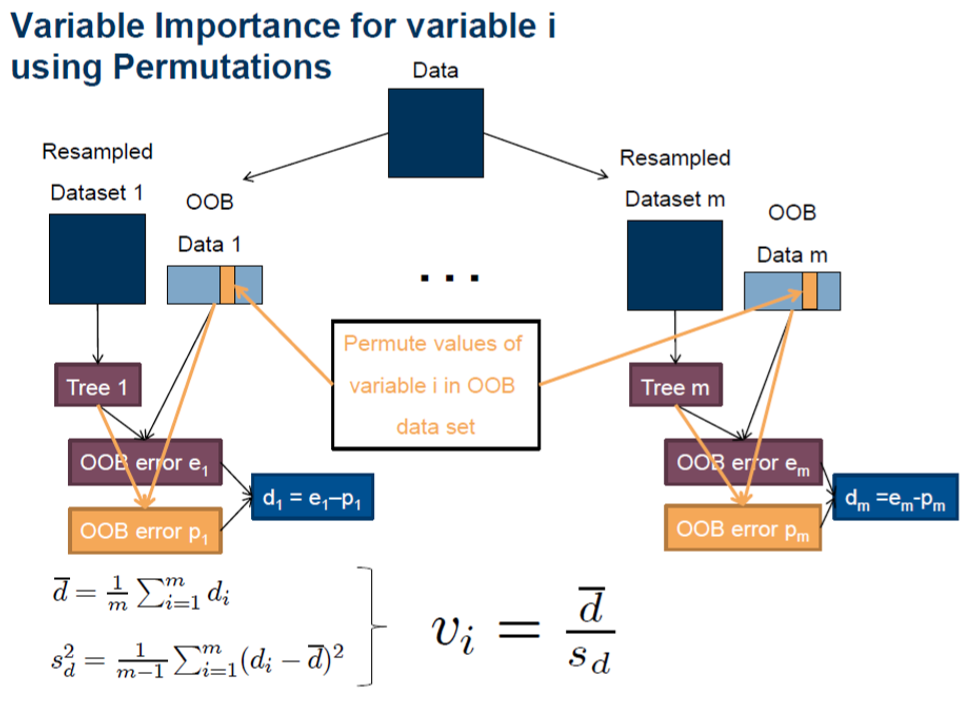 Variable Importance for variable i
using Permutations
Data
Resampled
Dataset 1
OOB
Data 1
Resampled
Dataset m
OOB
Data m
. . .
Permute values of
variable i in OOB
data set
Tree 1
Tree m
OOB error e₁
OOB error p₁
d₁ = e₁–p₁
OOB error eₘ
OOB error pₘ
dₘ =eₘ-pₘ
d̅ = 1/m ∑ᵢ₌₁ᵐ dᵢ
s_d² = 1/(m−1) ∑ᵢ₌₁ᵐ (dᵢ − d̅)²
vᵢ = d̅ / s_d